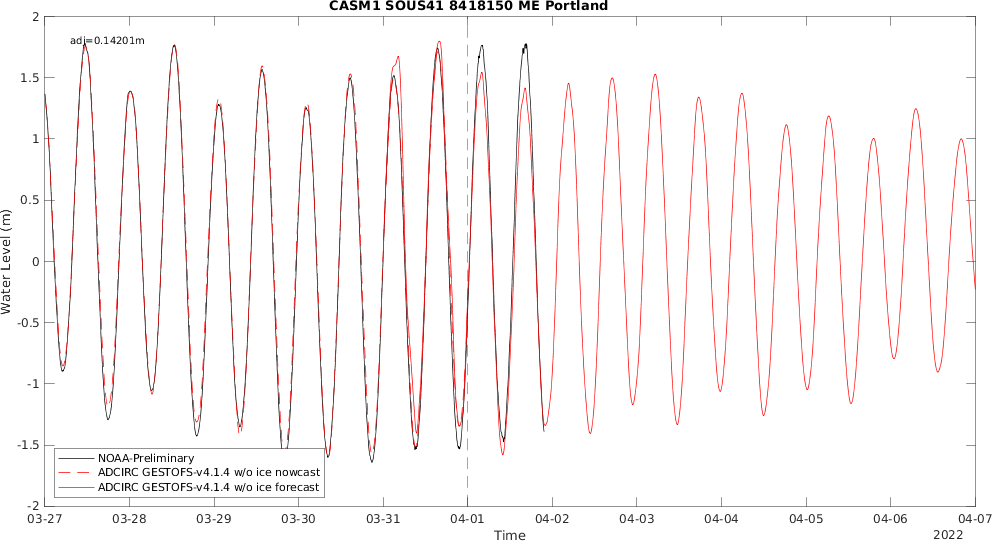 CASM1 SOUS41 8418150 ME Portland
adj=0.14201m
2
1.5
1
0.5
0
-0.5
-1
-1.5
-2
Water Level (m)
NOAA-Preliminary
ADCIRC GESTOFS-v4.1.4 w/o ice nowcast
ADCIRC GESTOFS-v4.1.4 w/o ice forecast
03-27 03-28 03-29 03-30 03-31 04-01 04-02 04-03 04-04 04-05 04-06 04-07
Time
2022